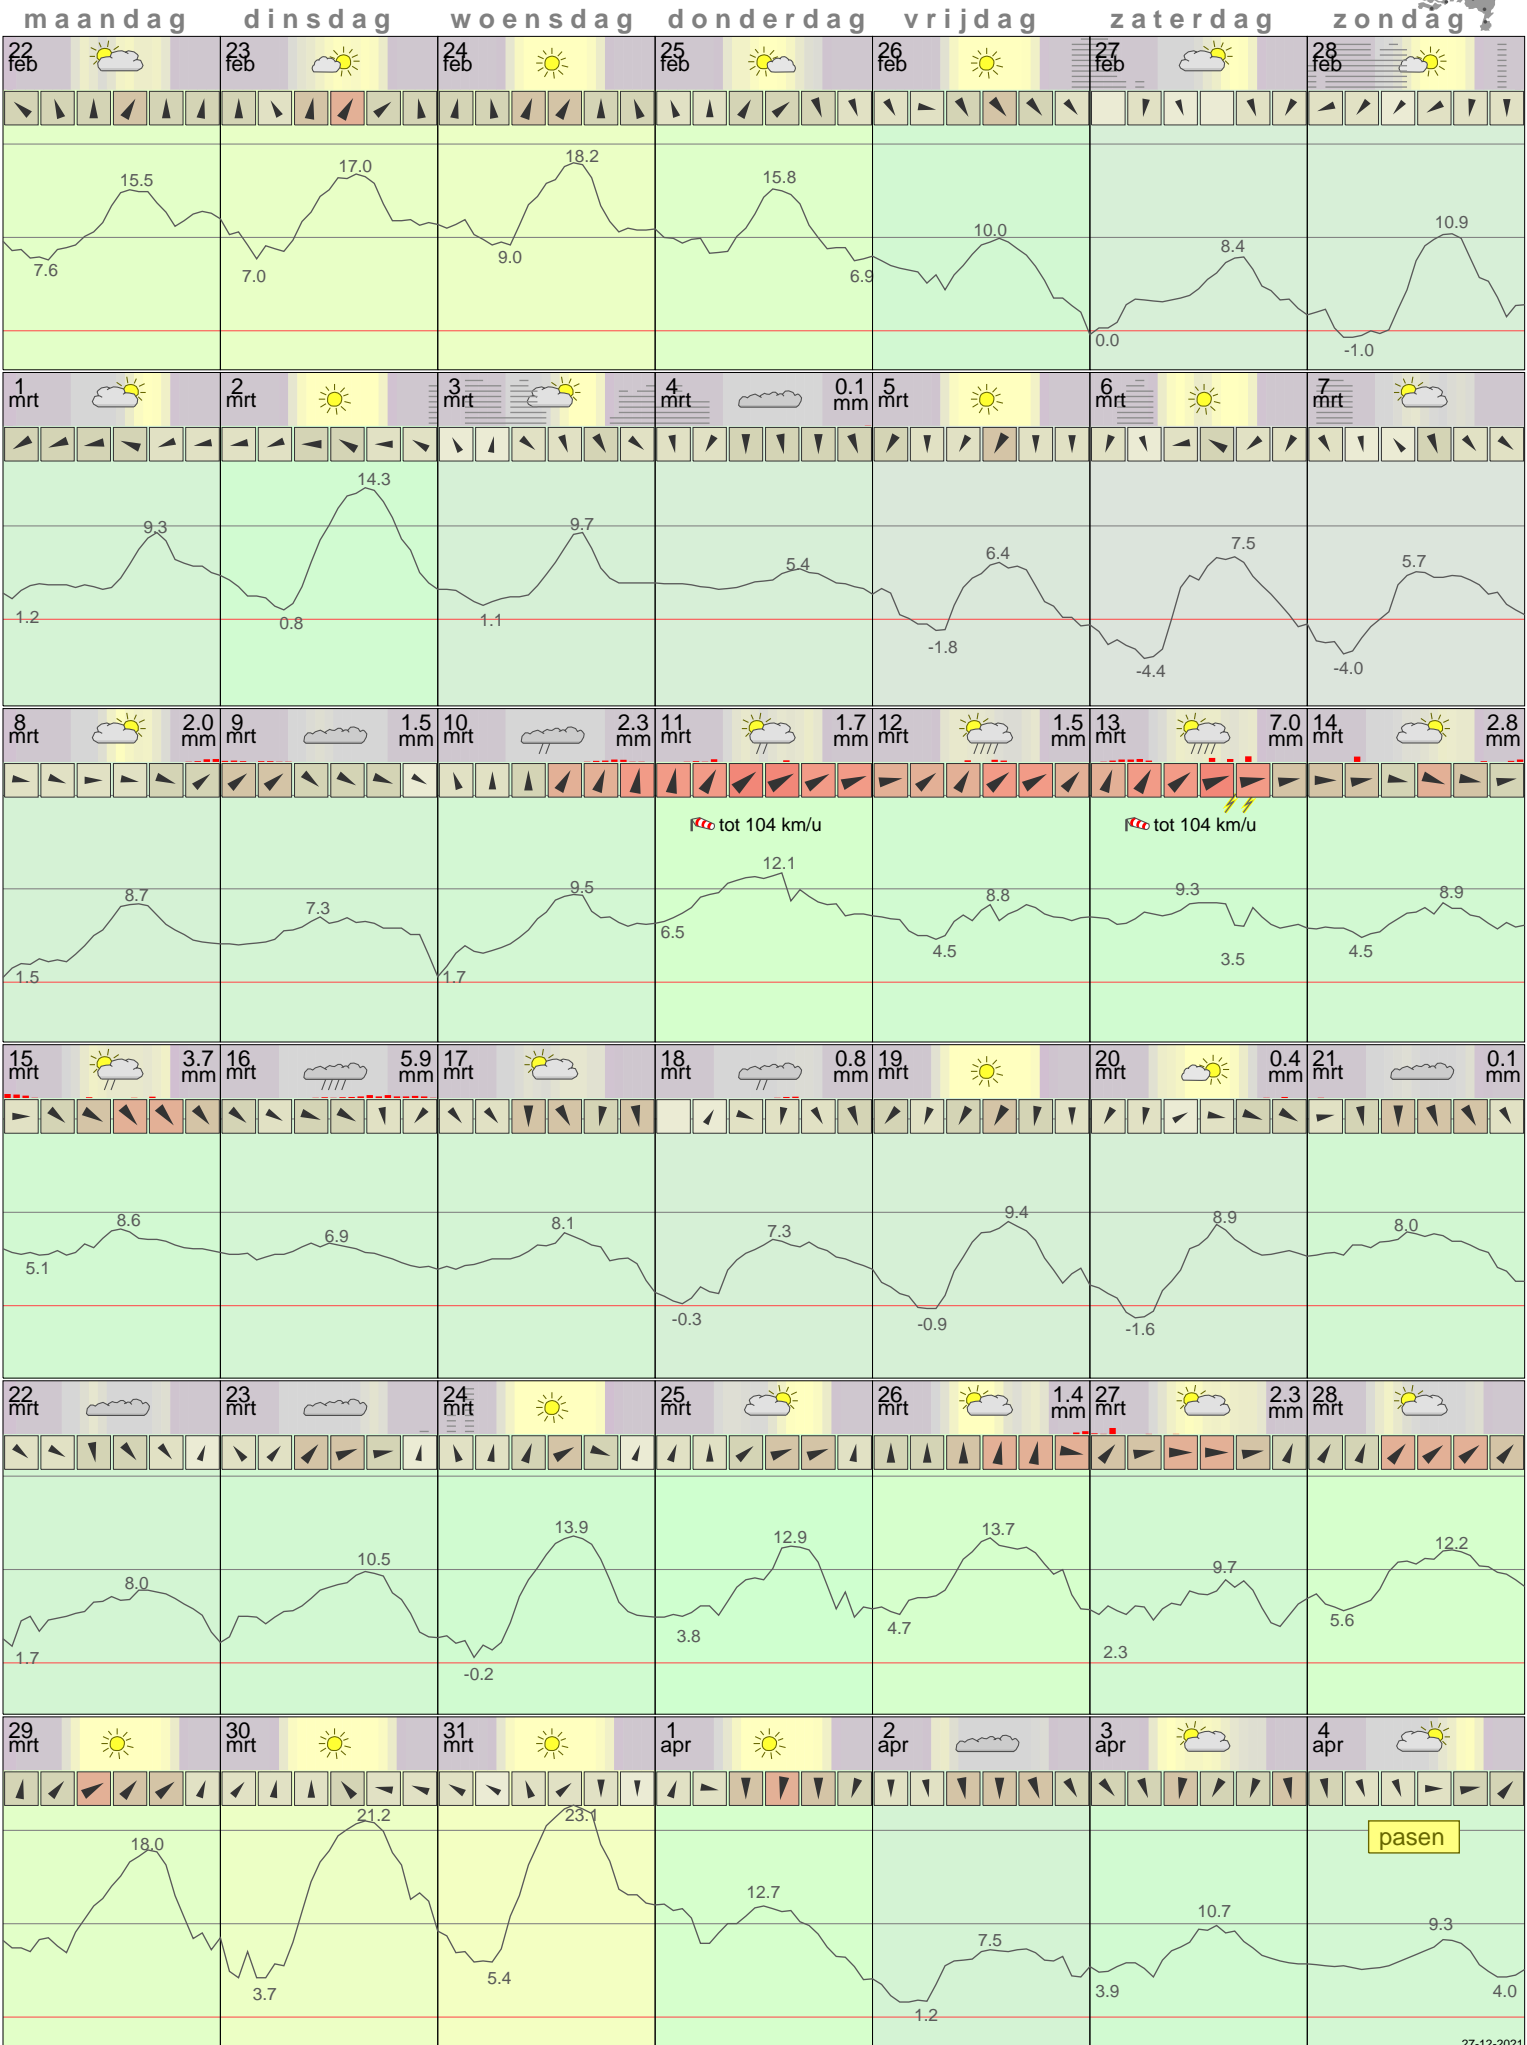 maandag dinsdag woensdag donderdag vrijdag zaterdag zondag
22 23 24 25 26 27 28
feb feb feb feb feb feb feb
18.2
17.0
15.5 15.8
10.0 10.9
8.4
9.0
7.6 7.0 6.9
0.0 -1.0
1 2 3 4 0.1 5 6 7
mrt mrt mrt mrt mm mrt mrt mrt
14.3
9.3 9.7
7.5
6.4
5.4 5.7
1.2 0.8 1.1
-1.8
-4.4 -4.0
8 2.0 9 1.5 10 2.3 11 1.7 12 1.5 13 7.0 14 2.8
mrt mm mrt mm mrt mm mrt mm mrt mm mrt mm mrt mm
tot 104 km/u tot 104 km/u
12.1
8.7 9.5 8.8 9.3 8.9
7.3
6.5
4.5 3.5 4.5
1.5 1.7
15 3.7 16 5.9 17 18 0.8 19 20 0.4 21 0.1
mrt mm mrt mm mrt mrt mm mrt mrt mm mrt mm
9.4
8.6 8.1 8.9 8.0
6.9 7.3
5.1
-0.3 -0.9 -1.6
22 23 24 25 26 1.4 27 2.3 28
mrt mrt mrt mrt mrt mm mrt mm mrt
13.9 13.7
12.9 12.2
10.5 9.7
8.0
4.7 5.6
3.8
1.7 2.3
-0.2
29 30 31 1 2 3 4
mrt mrt mrt apr apr apr apr
21.2 23.1
18.0 pasen
12.7
10.7
7.5 9.3
3.7 5.4 3.9 4.0
1.2
27-12-2021